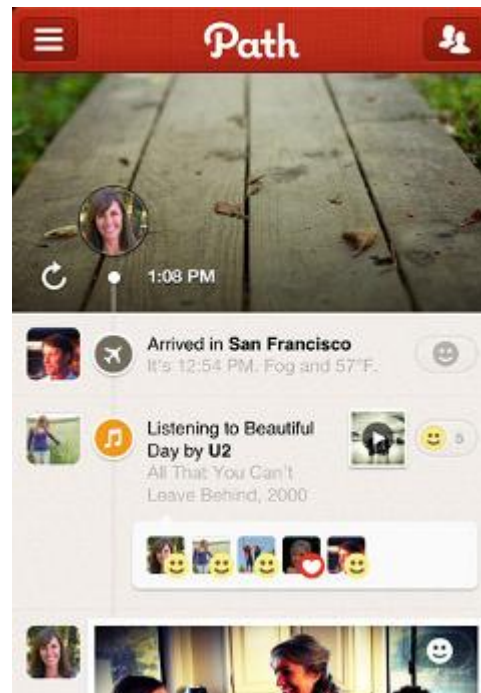 Path
1:08 PM
Arrived in San Francisco
It's 12:54 PM. Fog and 57°F.
Listening to Beautiful
Day by U2
All That You Can't
Leave Behind, 2000
5